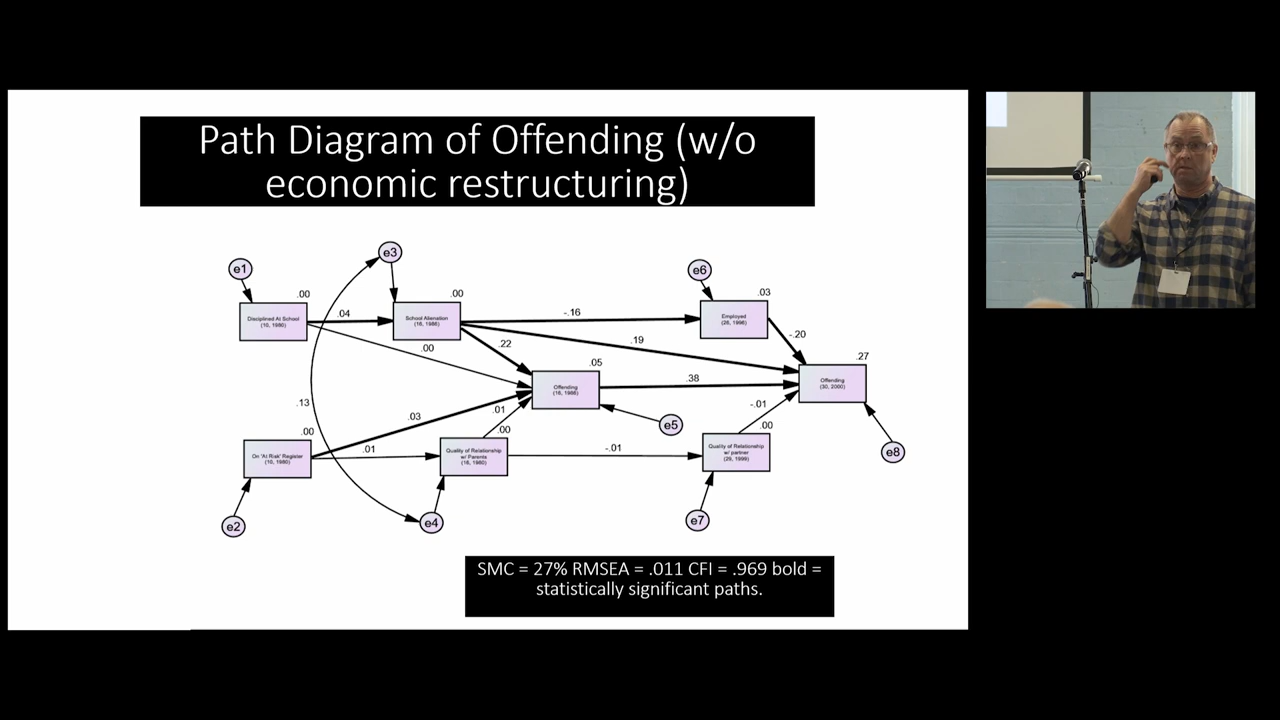 Path Diagram of Offending (w/o
economic restructuring)
e1
e3
e6
.00
.00
.03
Disciplined At School
(10, 1980)
.04
School Alienation
(16, 1986)
-.16
Employed
(26, 1996)
-.20
.00
.22
.19
.05
.27
Offending
(16, 1986)
.38
Offending
(30, 2000)
.13
.03
.01
-.01
e5
.00
.00
.00
On 'At Risk' Register
(10, 1980)
.01
Quality of Relationship
w/ Parents
(16, 1980)
-.01
Quality of Relationship
w/ partner
(29, 1999)
e8
e2
e4
e7
SMC = 27% RMSEA = .011 CFI = .969 bold =
statistically significant paths.